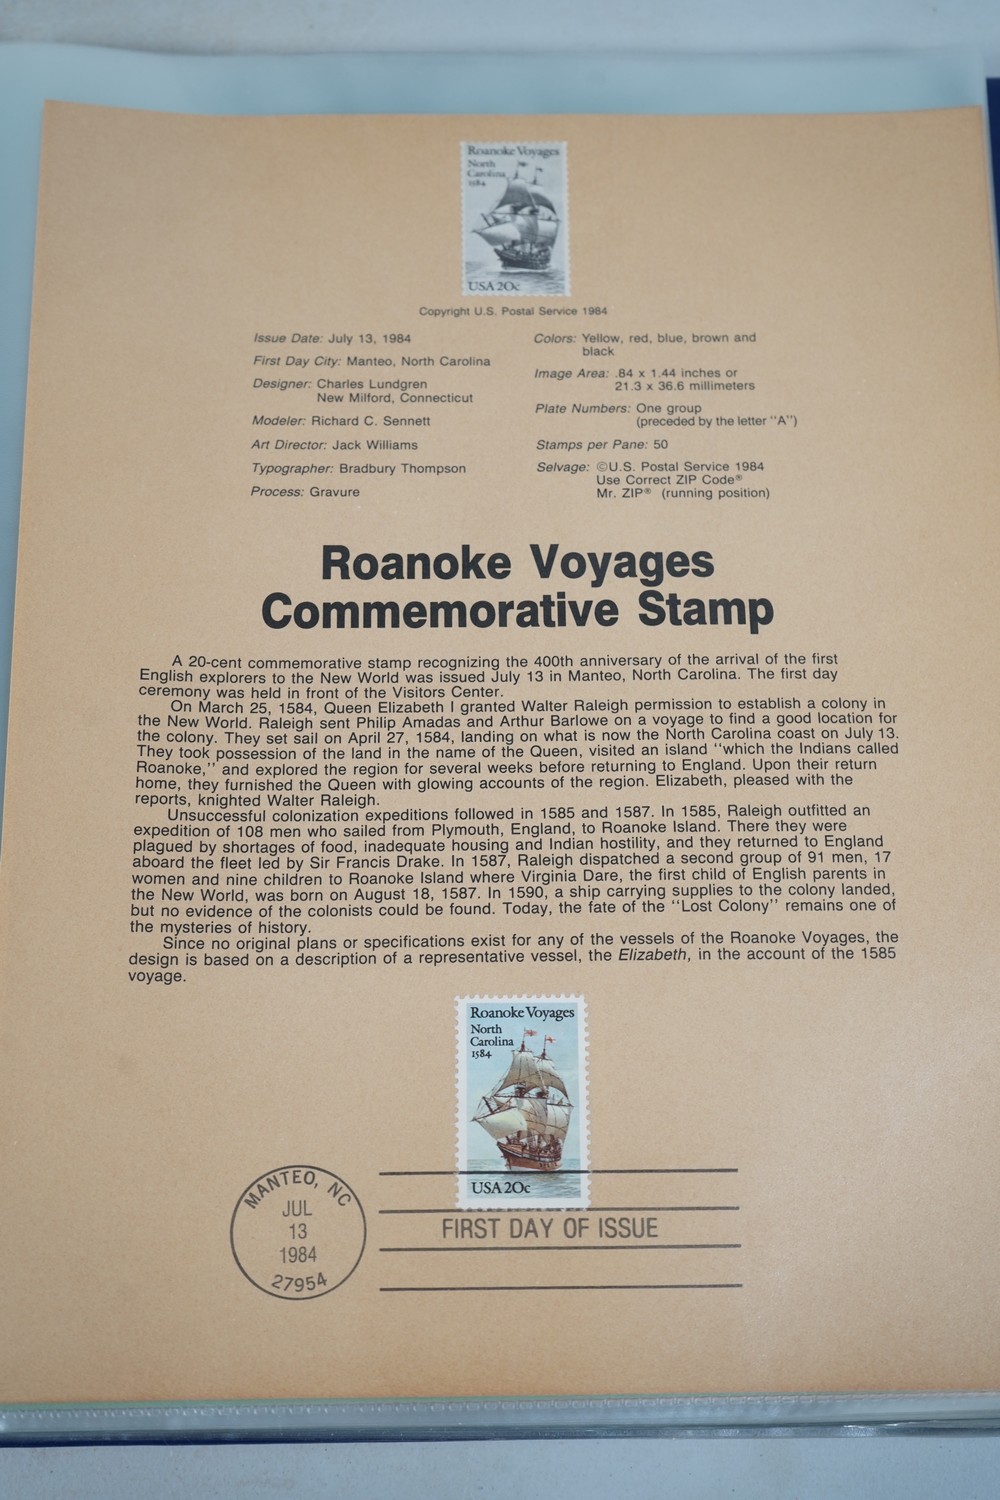 Roanoke Voyages
North
Carolina
1584
USA 20c
Copyright U.S. Postal Service 1984
Issue Date: July 13, 1984
First Day City: Manteo, North Carolina
Designer: Charles Lundgren
New Milford, Connecticut
Modeler: Richard C. Sennett
Art Director: Jack Williams
Typographer: Bradbury Thompson
Process: Gravure
Colors: Yellow, red, blue, brown and
black
Image Area: .84 x 1.44 inches or
21.3 x 36.6 millimeters
Plate Numbers: One group
(preceded by the letter "A")
Stamps per Pane: 50
Selvage: ©U.S. Postal Service 1984
Use Correct ZIP Code®
Mr. ZIP® (running position)
Roanoke Voyages
Commemorative Stamp
A 20-cent commemorative stamp recognizing the 400th anniversary of the arrival of the first
English explorers to the New World was issued July 13 in Manteo, North Carolina. The first day
ceremony was held in front of the Visitors Center.
On March 25, 1584, Queen Elizabeth I granted Walter Raleigh permission to establish a colony in
the New World. Raleigh sent Philip Amadas and Arthur Barlowe on a voyage to find a good location for
the colony. They set sail on April 27, 1584, landing on what is now the North Carolina coast on July 13.
They took possession of the land in the name of the Queen, visited an island "which the Indians called
Roanoke," and explored the region for several weeks before returning to England. Upon their return
home, they furnished the Queen with glowing accounts of the region. Elizabeth, pleased with the
reports, knighted Walter Raleigh.
Unsuccessful colonization expeditions followed in 1585 and 1587. In 1585, Raleigh outfitted an
expedition of 108 men who sailed from Plymouth, England, to Roanoke Island. There they were
plagued by shortages of food, inadequate housing and Indian hostility, and they returned to England
aboard the fleet led by Sir Francis Drake. In 1587, Raleigh dispatched a second group of 91 men, 17
women and nine children to Roanoke Island where Virginia Dare, the first child of English parents in
the New World, was born on August 18, 1587. In 1590, a ship carrying supplies to the colony landed,
but no evidence of the colonists could be found. Today, the fate of the "Lost Colony" remains one of
the mysteries of history.
Since no original plans or specifications exist for any of the vessels of the Roanoke Voyages, the
design is based on a description of a representative vessel, the Elizabeth, in the account of the 1585
voyage.
Roanoke Voyages
North
Carolina
1584
USA 20c
MANTEO, NC
JUL
13
1984
27954
FIRST DAY OF ISSUE